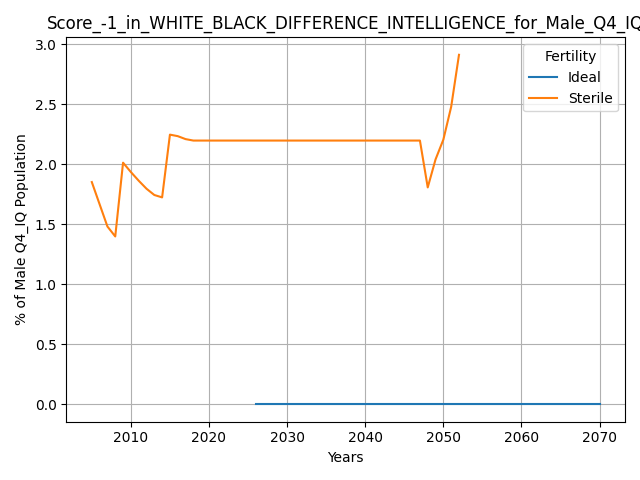 Score_-1_in_WHITE_BLACK_DIFFERENCE_INTELLIGENCE_for_Male_Q4_IQ
Fertility
Ideal
Sterile
% of Male Q4_IQ Population
3.0
2.5
2.0
1.5
1.0
0.5
0.0
2010 2020 2030 2040 2050 2060 2070
Years